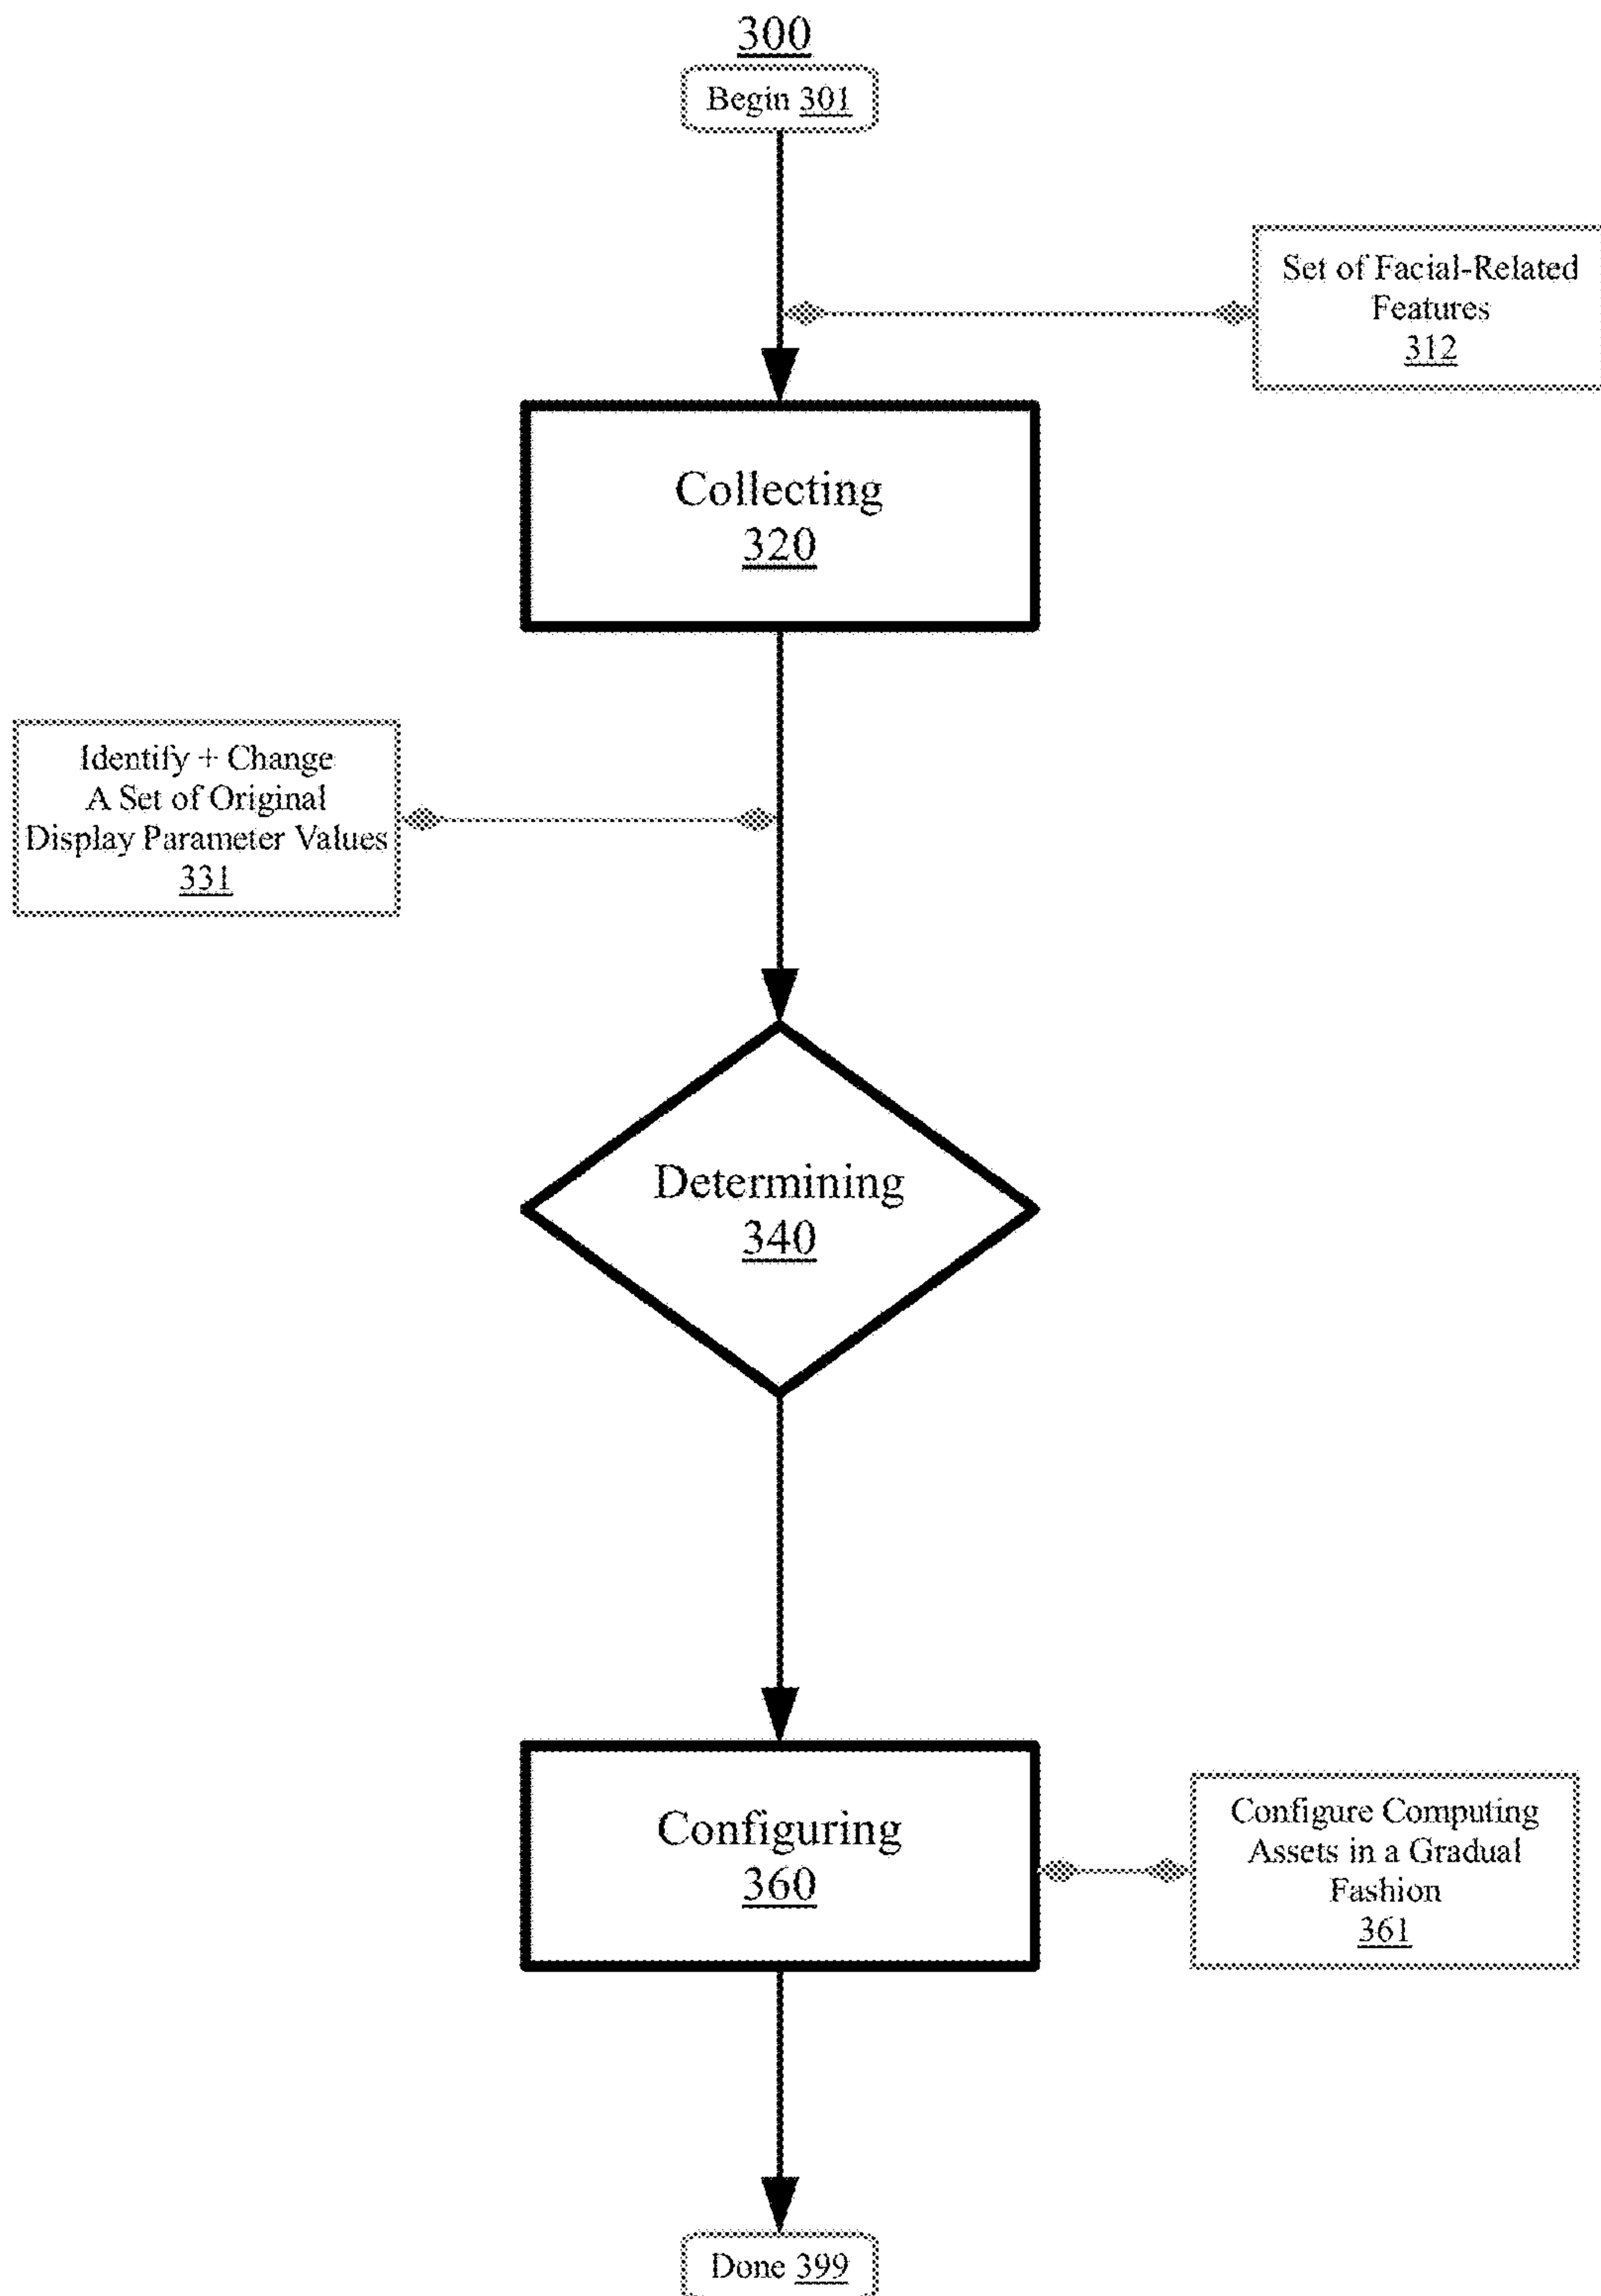 300
Begin 301
Set of Facial-Related
Features
312
Collecting
320
Identify + Change
A Set of Original
Display Parameter Values
331
Determining
340
Configuring
360
Configure Computing
Assets in a Gradual
Fashion
361
Done 399